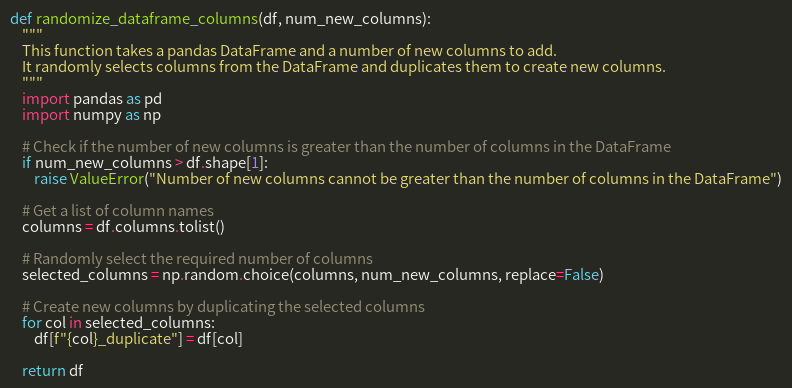 def randomize_dataframe_columns(df, num_new_columns):
    """
    This function takes a pandas DataFrame and a number of new columns to add.
    It randomly selects columns from the DataFrame and duplicates them to create new columns.
    """
    import pandas as pd
    import numpy as np

    # Check if the number of new columns is greater than the number of columns in the DataFrame
    if num_new_columns > df.shape[1]:
        raise ValueError("Number of new columns cannot be greater than the number of columns in the DataFrame")

    # Get a list of column names
    columns = df.columns.tolist()

    # Randomly select the required number of columns
    selected_columns = np.random.choice(columns, num_new_columns, replace=False)

    # Create new columns by duplicating the selected columns
    for col in selected_columns:
        df[f"{col}_duplicate"] = df[col]

    return df